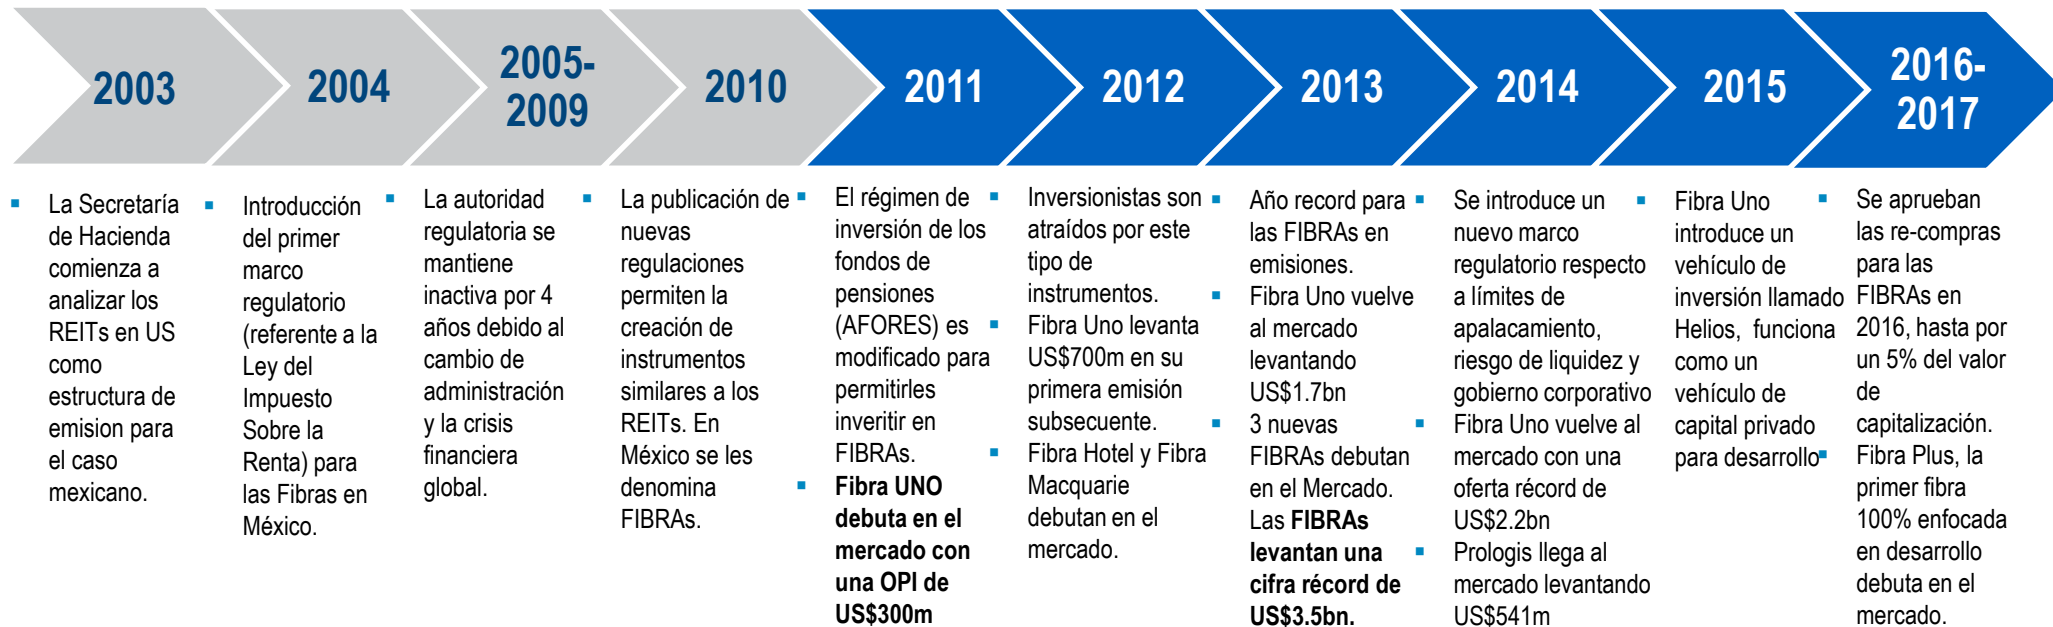 2003
2004
2005-
2009
2010
2011
2012
2013
2014
2015
2016-
2017
▪ La Secretaría
de Hacienda
comienza a
analizar los
REITs en US
como
estructura de
emision para
el caso
mexicano.
▪ Introducción
del primer
marco
regulatorio
(referente a la
Ley del
Impuesto
Sobre la
Renta) para
las Fibras en
México.
▪ La autoridad
regulatoria se
mantiene
inactiva por 4
años debido al
cambio de
administración
y la crisis
financiera
global.
▪ La publicación de
nuevas
regulaciones
permiten la
creación de
instrumentos
similares a los
REITs. En
México se les
denomina
FIBRAs.
▪ El régimen de
inversión de los
fondos de
pensiones
(AFORES) es
modificado para
permitirles
inveritir en
FIBRAs.
▪ Fibra UNO
debuta en el
mercado con
una OPI de
US$300m
▪ Inversionistas son
atraídos por este
tipo de
instrumentos.
▪ Fibra Uno levanta
US$700m en su
primera emisión
subsecuente.
▪ Fibra Hotel y Fibra
Macquarie
debutan en el
mercado.
▪ Año record para
las FIBRAs en
emisiones.
▪ Fibra Uno vuelve
al mercado
levantando
US$1.7bn
▪ 3 nuevas
FIBRAs debutan
en el Mercado.
Las FIBRAs
levantan una
cifra récord de
US$3.5bn.
▪ Se introduce un
nuevo marco
regulatorio respecto
a límites de
apalacamiento,
riesgo de liquidez y
gobierno corporativo
▪ Fibra Uno vuelve al
mercado con una
oferta récord de
US$2.2bn
▪ Prologis llega al
mercado levantando
US$541m
▪ Fibra Uno
introduce un
vehículo de
inversión llamado
Helios, funciona
como un
vehículo de
capital privado
para desarrollo
▪ Se aprueban
las re-compras
para las
FIBRAs en
2016, hasta por
un 5% del valor
de
capitalización.
▪ Fibra Plus, la
primer fibra
100% enfocada
en desarrollo
debuta en el
mercado.